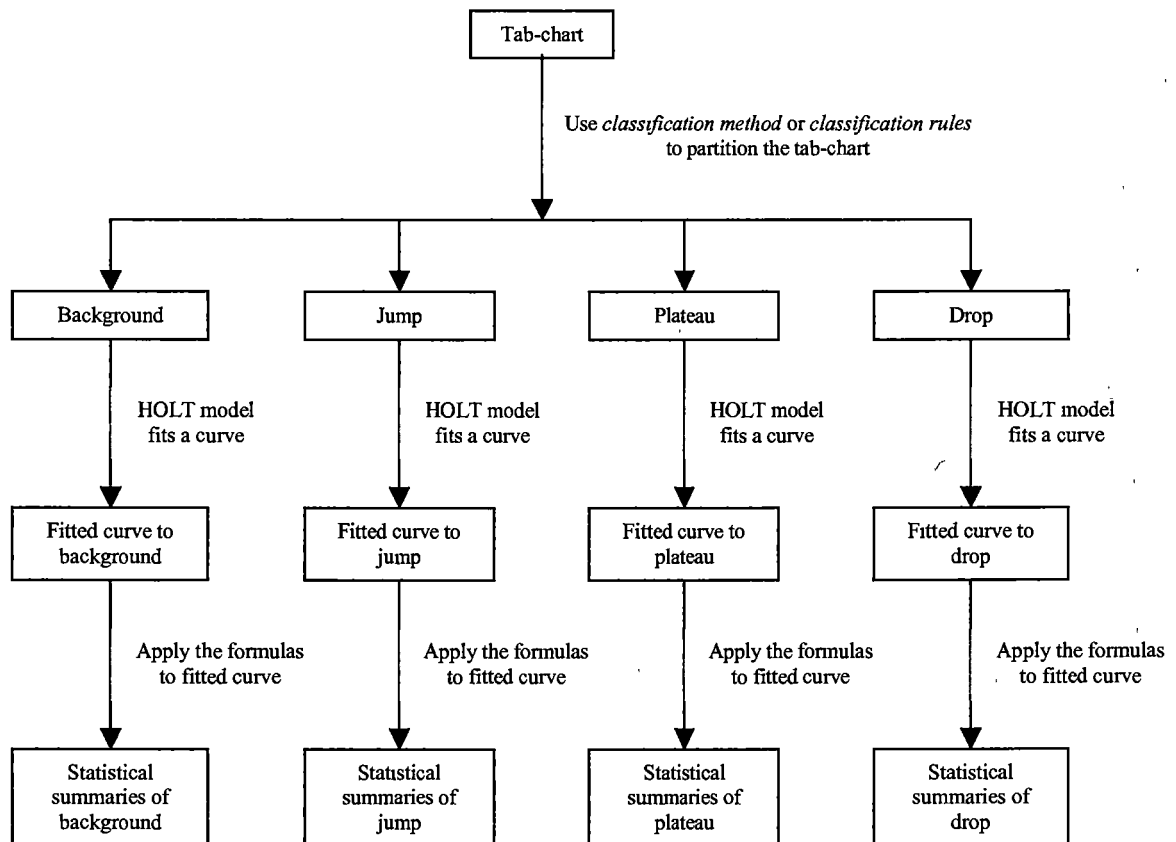 Tab-chart
Use classification method or classification rules
to partition the tab-chart
Background
Jump
Plateau
Drop
HOLT model
fits a curve
HOLT model
fits a curve
HOLT model
fits a curve
HOLT model
fits a curve
Fitted curve to
background
Fitted curve to
jump
Fitted curve to
plateau
Fitted curve to
drop
Apply the formulas
to fitted curve
Apply the formulas
to fitted curve
Apply the formulas
to fitted curve
Apply the formulas
to fitted curve
Statistical
summaries of
background
Statistical
summaries of
jump
Statistical
summaries of
plateau
Statistical
summaries of
drop